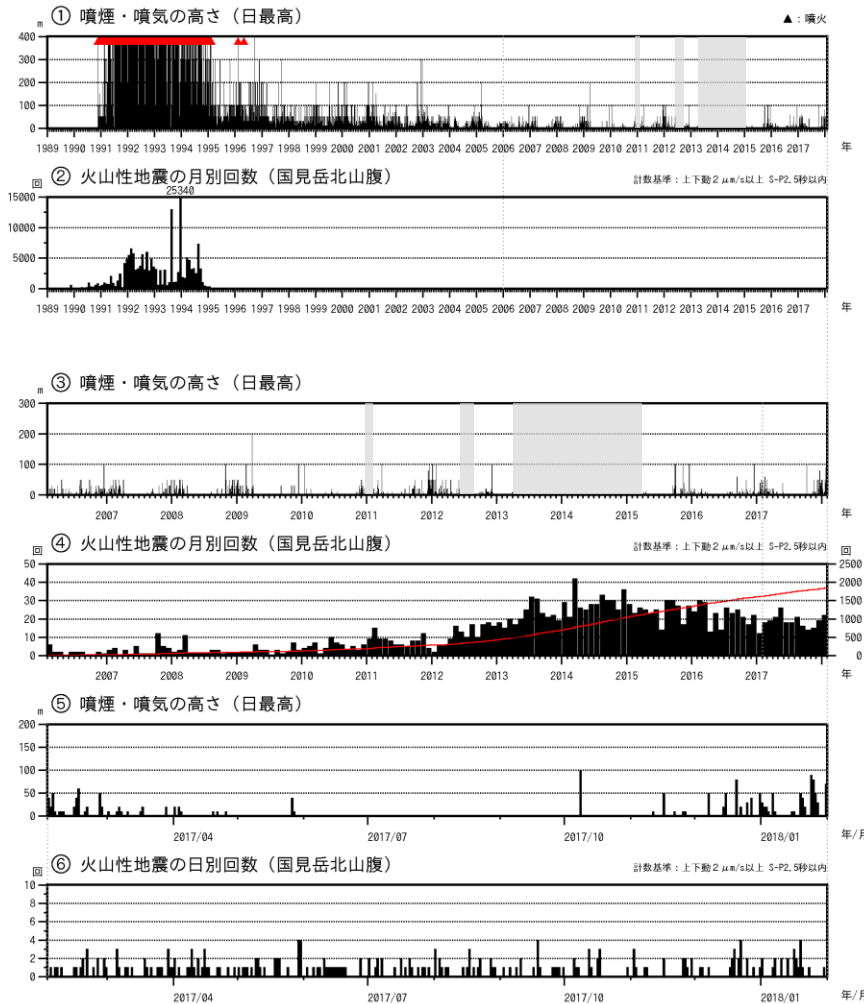 ① 噴煙・噴気の高さ（日最高）
▲：噴火
m
400
300
200
100
0
1989 1990 1991 1992 1993 1994 1995 1996 1997 1998 1999 2000 2001 2002 2003 2004 2005 2006 2007 2008 2009 2010 2011 2012 2013 2014 2015 2016 2017
年
② 火山性地震の月別回数（国見岳北山腹）
計数基準：上下動２μm/s以上 S-P2.5秒以内
回
25340
15000
10000
5000
0
1989 1990 1991 1992 1993 1994 1995 1996 1997 1998 1999 2000 2001 2002 2003 2004 2005 2006 2007 2008 2009 2010 2011 2012 2013 2014 2015 2016 2017
年
③ 噴煙・噴気の高さ（日最高）
m
300
200
100
0
2007 2008 2009 2010 2011 2012 2013 2014 2015 2016 2017
年
④ 火山性地震の月別回数（国見岳北山腹）
計数基準：上下動２μm/s以上 S-P2.5秒以内
回 回
50 2500
40 2000
30 1500
20 1000
10 500
0 0
2007 2008 2009 2010 2011 2012 2013 2014 2015 2016 2017
年
⑤ 噴煙・噴気の高さ（日最高）
m
200
150
100
50
0
2017/04 2017/07 2017/10 2018/01
年/月
⑥ 火山性地震の日別回数（国見岳北山腹）
計数基準：上下動２μm/s以上 S-P2.5秒以内
回
10
8
6
4
2
0
2017/04 2017/07 2017/10 2018/01
年/月